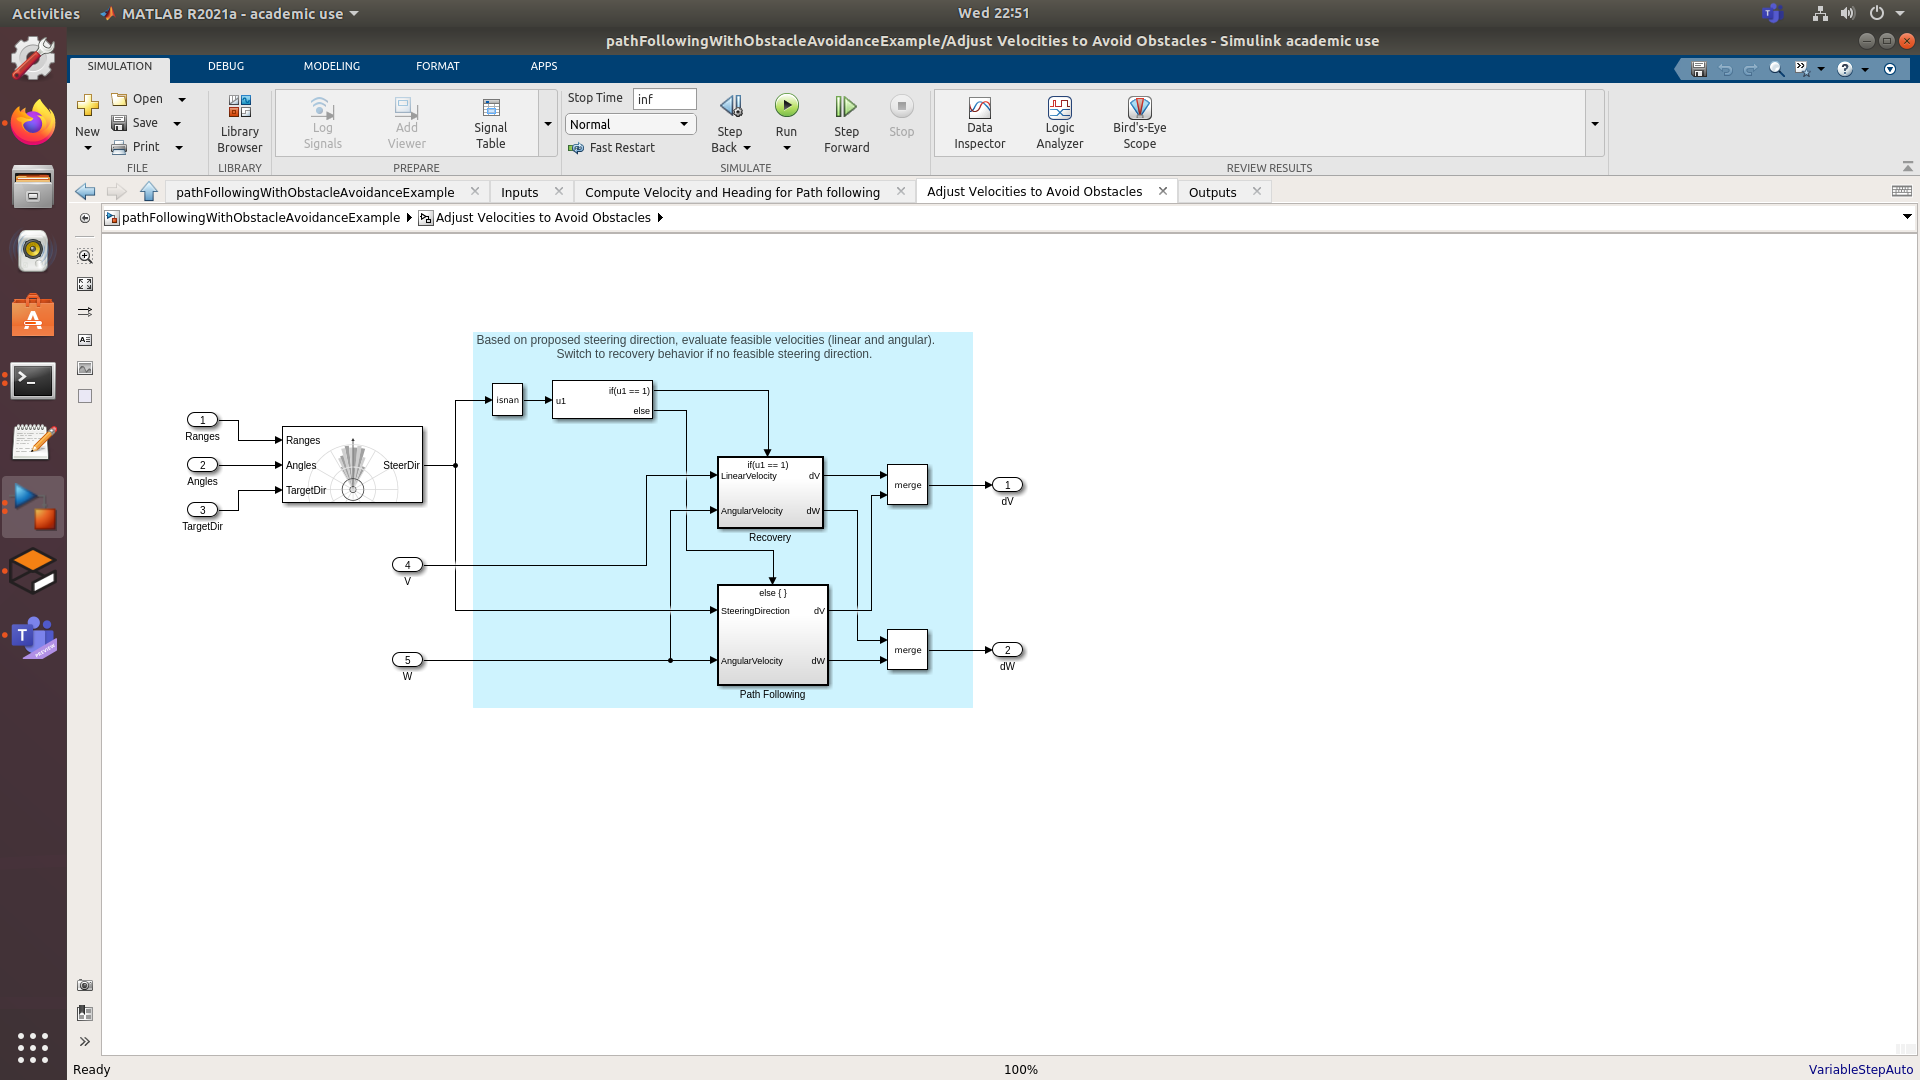 Activities
MATLAB R2021a - academic use
Wed 22:51
pathFollowingWithObstacleAvoidanceExample/Adjust Velocities to Avoid Obstacles - Simulink academic use
SIMULATION DEBUG MODELING FORMAT APPS
New
Open
Save
Print
FILE
Library
Browser
LIBRARY
Log
Signals
Add
Viewer
Signal
Table
PREPARE
Stop Time inf
Normal
Fast Restart
Step
Back
Run
Step
Forward
Stop
SIMULATE
Data
Inspector
Logic
Analyzer
Bird's-Eye
Scope
REVIEW RESULTS
pathFollowingWithObstacleAvoidanceExample
Inputs
Compute Velocity and Heading for Path following
Adjust Velocities to Avoid Obstacles
Outputs
pathFollowingWithObstacleAvoidanceExample
Adjust Velocities to Avoid Obstacles
Based on proposed steering direction, evaluate feasible velocities (linear and angular).
Switch to recovery behavior if no feasible steering direction.
isnan
u1
if(u1 == 1)
else
1
Ranges
2
Angles
3
TargetDir
Ranges
Angles
TargetDir
SteerDir
if(u1 == 1)
LinearVelocity
dV
AngularVelocity
dW
Recovery
merge
1
dV
4
V
else { }
SteeringDirection
dV
AngularVelocity
dW
Path Following
merge
2
dW
5
W
T
PREVIEW
Ready
100%
VariableStepAuto